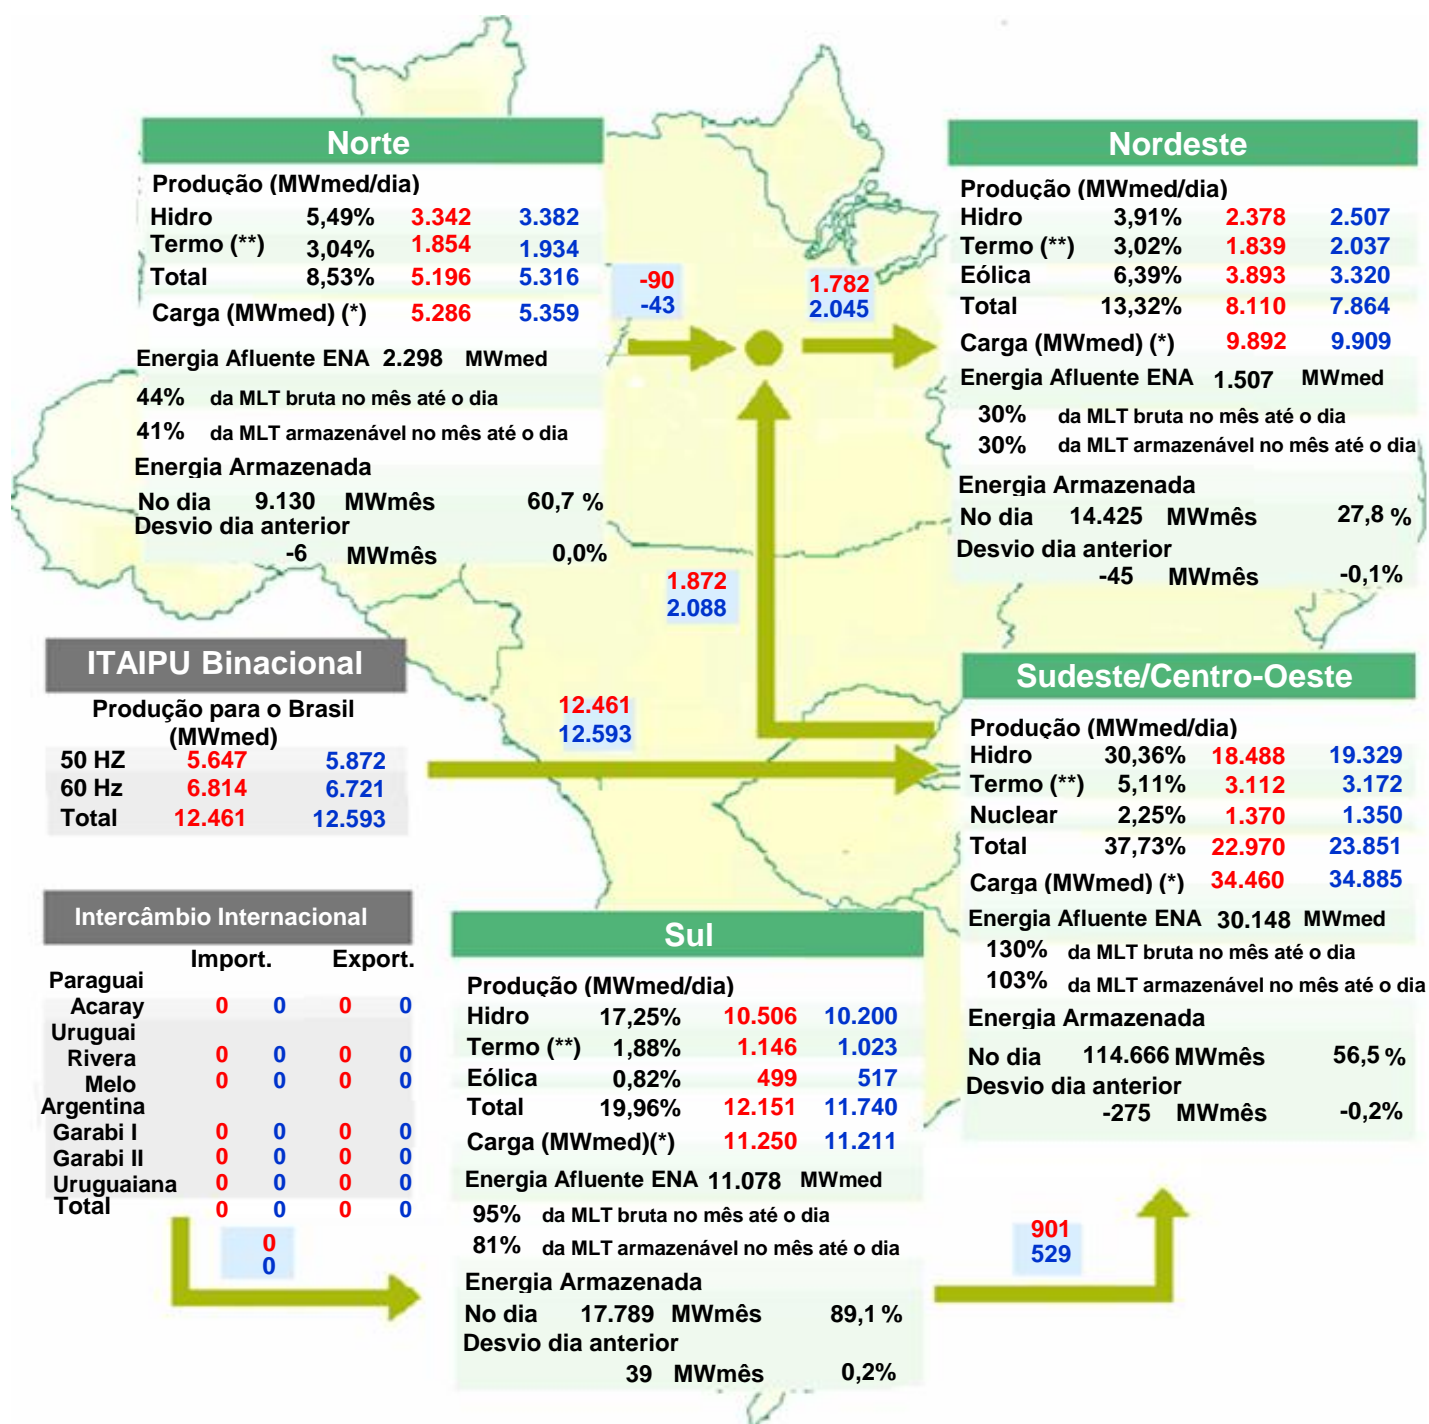 Norte
Produção (MWmed/dia)
Hidro 5,49% 3.342 3.382
Termo (**) 3,04% 1.854 1.934
Total 8,53% 5.196 5.316
Carga (MWmed) (*) 5.286 5.359
Energia Afluente ENA 2.298 MWmed
44% da MLT bruta no mês até o dia
41% da MLT armazenável no mês até o dia
Energia Armazenada
No dia 9.130 MWmês 60,7 %
Desvio dia anterior
-6 MWmês 0,0%
-90
-43
1.782
2.045
Nordeste
Produção (MWmed/dia)
Hidro 3,91% 2.378 2.507
Termo (**) 3,02% 1.839 2.037
Eólica 6,39% 3.893 3.320
Total 13,32% 8.110 7.864
Carga (MWmed) (*) 9.892 9.909
Energia Afluente ENA 1.507 MWmed
30% da MLT bruta no mês até o dia
30% da MLT armazenável no mês até o dia
Energia Armazenada
No dia 14.425 MWmês 27,8 %
Desvio dia anterior
-45 MWmês -0,1%
1.872
2.088
ITAIPU Binacional
Produção para o Brasil
(MWmed)
50 HZ 5.647 5.872
60 Hz 6.814 6.721
Total 12.461 12.593
12.461
12.593
Sudeste/Centro-Oeste
Produção (MWmed/dia)
Hidro 30,36% 18.488 19.329
Termo (**) 5,11% 3.112 3.172
Nuclear 2,25% 1.370 1.350
Total 37,73% 22.970 23.851
Carga (MWmed) (*) 34.460 34.885
Energia Afluente ENA 30.148 MWmed
130% da MLT bruta no mês até o dia
103% da MLT armazenável no mês até o dia
Energia Armazenada
No dia 114.666 MWmês 56,5 %
Desvio dia anterior
-275 MWmês -0,2%
Intercâmbio Internacional
Import. Export.
Paraguai
Acaray 0 0 0 0
Uruguai
Rivera 0 0 0 0
Melo 0 0 0 0
Argentina
Garabi I 0 0 0 0
Garabi II 0 0 0 0
Uruguaiana 0 0 0 0
Total 0 0 0 0
0
0
Sul
Produção (MWmed/dia)
Hidro 17,25% 10.506 10.200
Termo (**) 1,88% 1.146 1.023
Eólica 0,82% 499 517
Total 19,96% 12.151 11.740
Carga (MWmed)(*) 11.250 11.211
Energia Afluente ENA 11.078 MWmed
95% da MLT bruta no mês até o dia
81% da MLT armazenável no mês até o dia
Energia Armazenada
No dia 17.789 MWmês 89,1 %
Desvio dia anterior
39 MWmês 0,2%
901
529